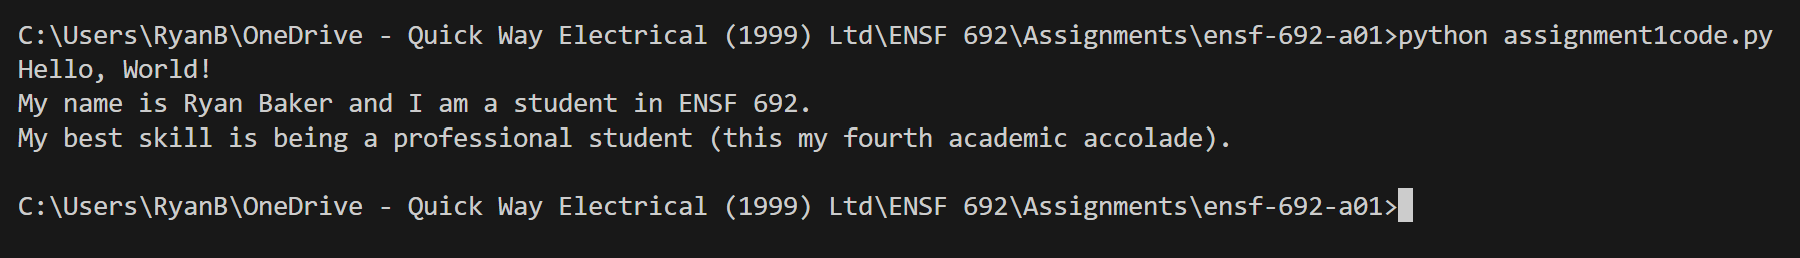 C:\Users\RyanB\OneDrive - Quick Way Electrical (1999) Ltd\ENSF 692\Assignments\ensf-692-a01>python assignment1code.py
Hello, World!
My name is Ryan Baker and I am a student in ENSF 692.
My best skill is being a professional student (this my fourth academic accolade).
C:\Users\RyanB\OneDrive - Quick Way Electrical (1999) Ltd\ENSF 692\Assignments\ensf-692-a01>